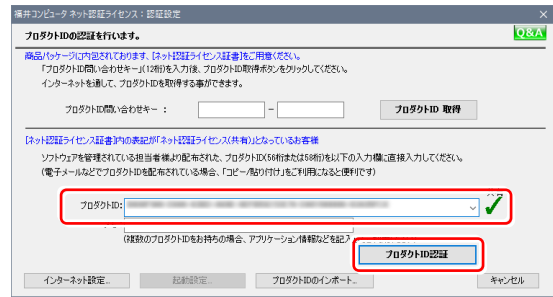 福井コンピュータ ネット認証ライセンス：認証設定
プロダクトIDの認証を行います。
Q&A
商品パッケージに内包されております、[ネット認証ライセンス証書]をご用意ください。
「プロダクトID問い合わせキー」(12桁)を入力後、プロダクトID取得ボタンをクリックしてください。
インターネットを通して、プロダクトIDを取得する事ができます。
プロダクトID問い合わせキー：
-
プロダクトID 取得
[ネット認証ライセンス証書]内の表記が「ネット認証ライセンス(共有)」となっているお客様
ソフトウェアを管理されている担当者様より配布された、プロダクトID(56桁または58桁)を以下の入力欄に直接入力してください。
(電子メールなどでプロダクトIDを配布されている場合、「コピー/貼り付け」をご利用になると便利です)
プロダクトID:
(複数のプロダクトIDをお持ちの場合、アプリケーション情報などを記入
プロダクトID認証
インターネット設定...
起動設定...
プロダクトIDのインポート...
キャンセル